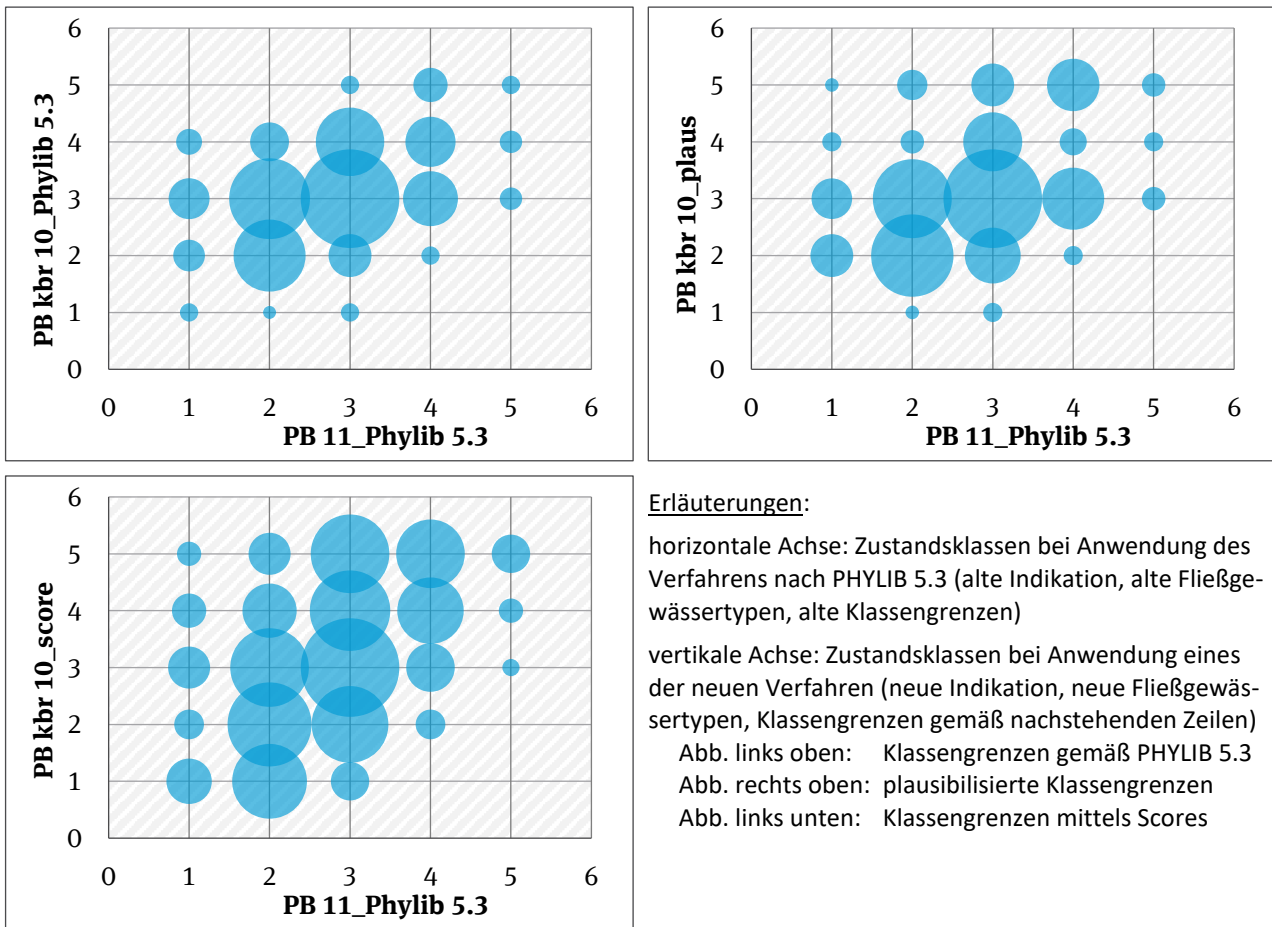 6
5
4
3
2
1
0
PB kbr 10_Phylib 5.3
0 1 2 3 4 5 6
PB 11_Phylib 5.3
6
5
4
3
2
1
0
PB kbr 10_plaus
0 1 2 3 4 5 6
PB 11_Phylib 5.3
6
5
4
3
2
1
0
PB kbr 10_score
0 1 2 3 4 5 6
PB 11_Phylib 5.3
Erläuterungen:
horizontale Achse: Zustandsklassen bei Anwendung des
Verfahrens nach PHYLIB 5.3 (alte Indikation, alte Fließge-
wässertypen, alte Klassengrenzen)
vertikale Achse: Zustandsklassen bei Anwendung eines
der neuen Verfahren (neue Indikation, neue Fließgewäs-
sertypen, Klassengrenzen gemäß nachstehenden Zeilen)
Abb. links oben: Klassengrenzen gemäß PHYLIB 5.3
Abb. rechts oben: plausibilisierte Klassengrenzen
Abb. links unten: Klassengrenzen mittels Scores